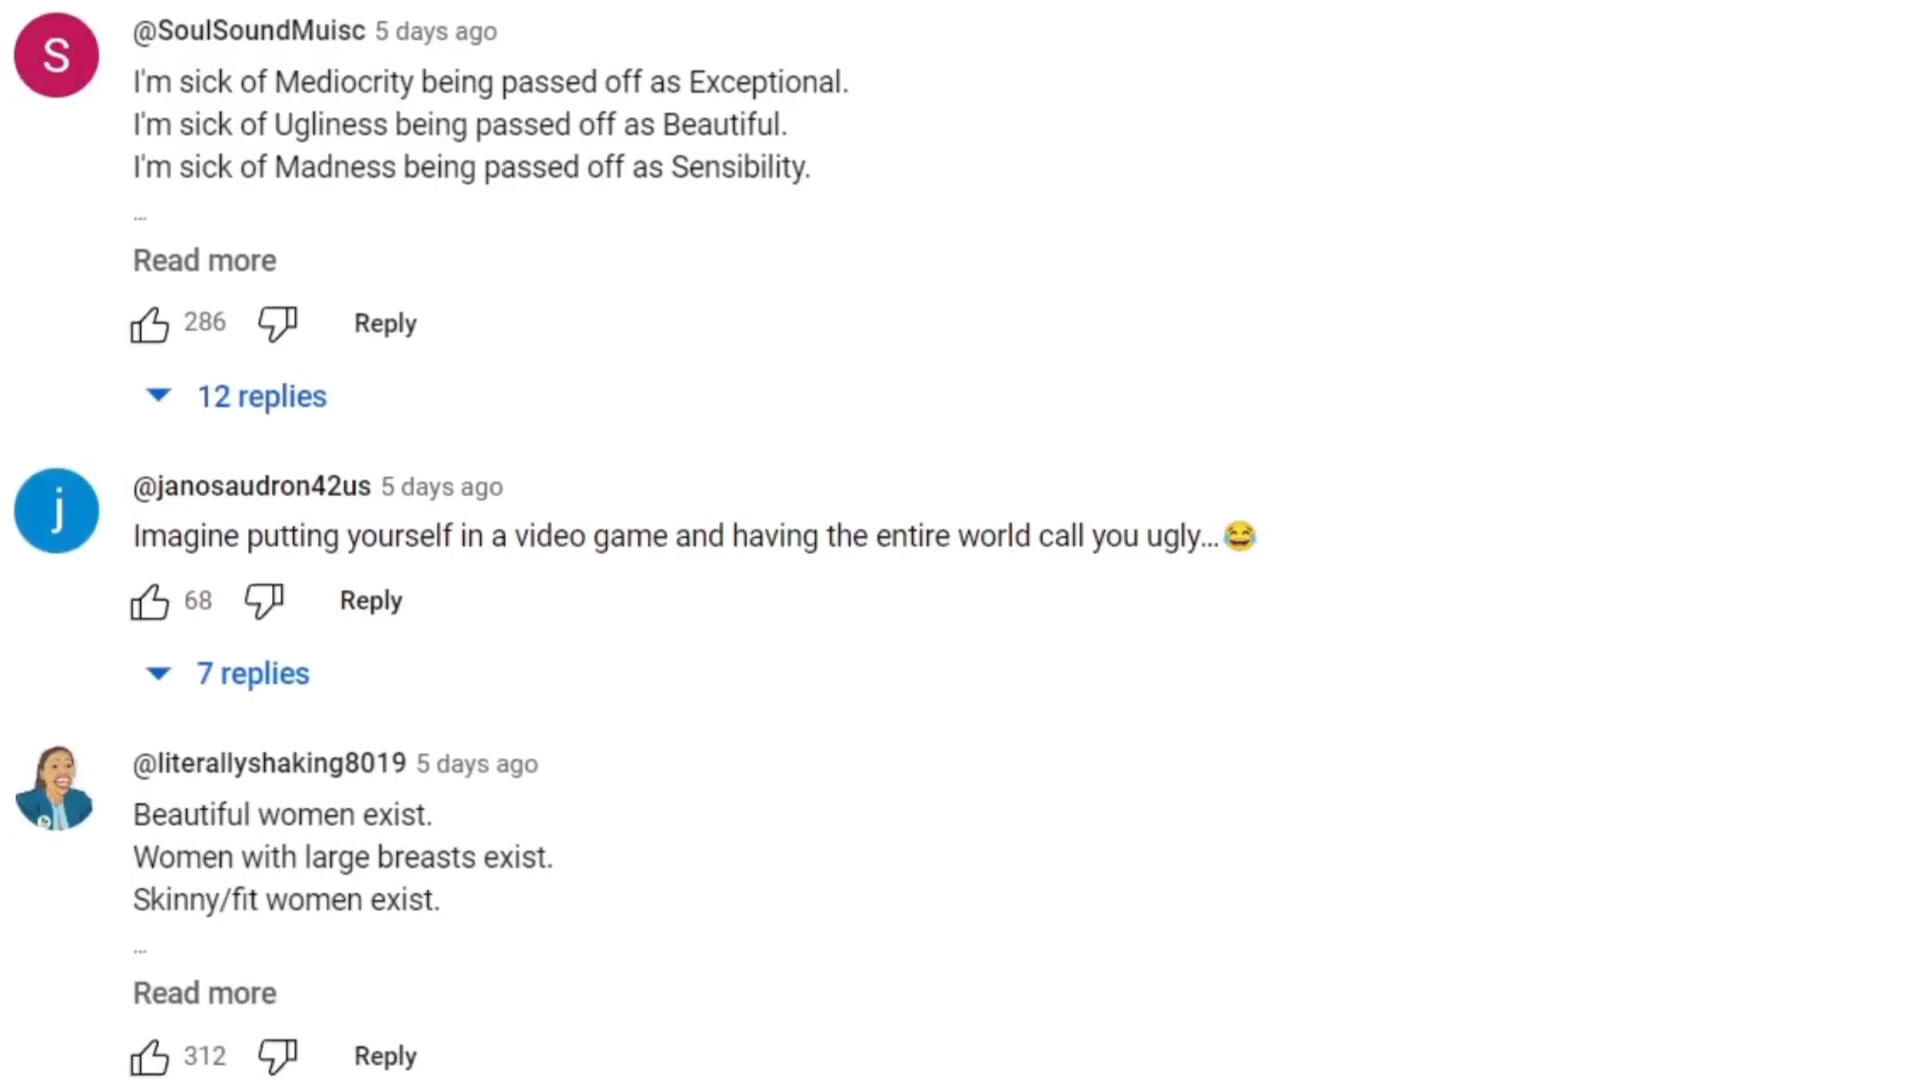 S
@SoulSoundMuisc 5 days ago
I'm sick of Mediocrity being passed off as Exceptional.
I'm sick of Ugliness being passed off as Beautiful.
I'm sick of Madness being passed off as Sensibility.
...
Read more
286 Reply
12 replies
j
@janosaudron42us 5 days ago
Imagine putting yourself in a video game and having the entire world call you ugly...😂
68 Reply
7 replies
@literallyshaking8019 5 days ago
Beautiful women exist.
Women with large breasts exist.
Skinny/fit women exist.
...
Read more
312 Reply